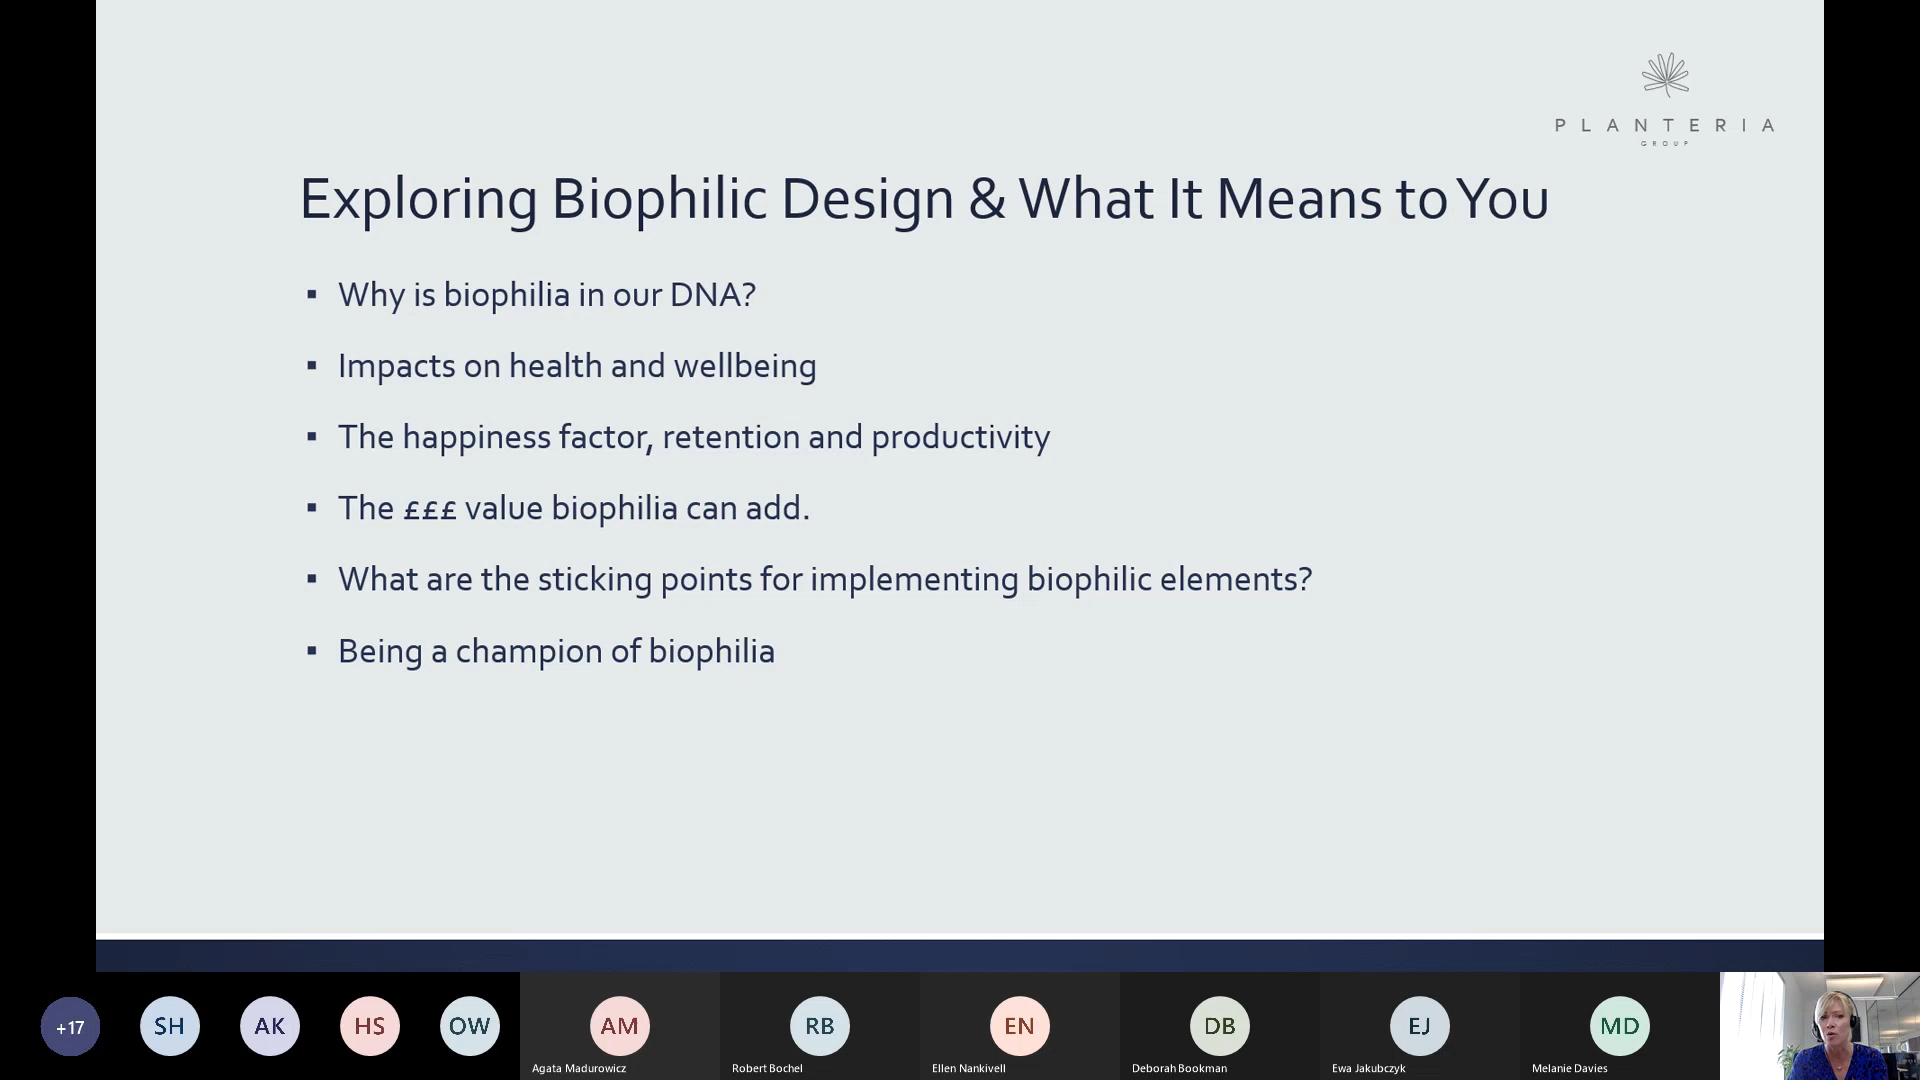 PLANTERIA
GROUP
Exploring Biophilic Design & What It Means to You
▪ Why is biophilia in our DNA?
▪ Impacts on health and wellbeing
▪ The happiness factor, retention and productivity
▪ The £££ value biophilia can add.
▪ What are the sticking points for implementing biophilic elements?
▪ Being a champion of biophilia
+17 SH AK HS OW AM RB EN DB EJ MD
Agata Madurowicz Robert Bochel Ellen Nankivell Deborah Bookman Ewa Jakubczyk Melanie Davies